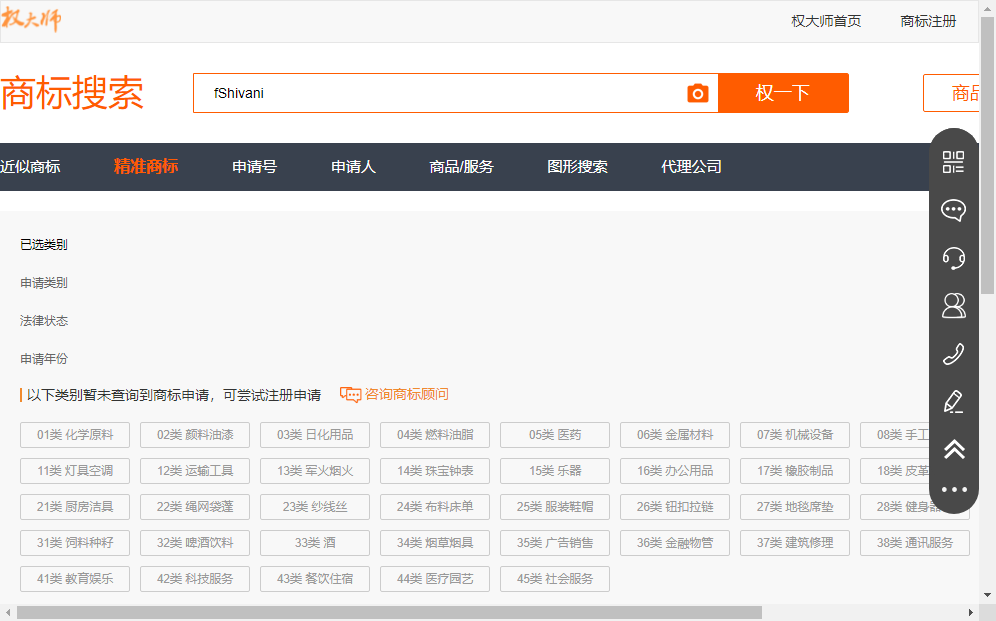 权大师
权大师首页 商标注册
商标搜索 fShivani 权一下 商品
近似商标 精准商标 申请号 申请人 商品/服务 图形搜索 代理公司
已选类别
申请类别
法律状态
申请年份
以下类别暂未查询到商标申请，可尝试注册申请 咨询商标顾问
01类 化学原料 02类 颜料油漆 03类 日化用品 04类 燃料油脂 05类 医药 06类 金属材料 07类 机械设备 08类 手工
11类 灯具空调 12类 运输工具 13类 军火烟火 14类 珠宝钟表 15类 乐器 16类 办公用品 17类 橡胶制品 18类 皮革
21类 厨房洁具 22类 绳网袋蓬 23类 纱线丝 24类 布料床单 25类 服装鞋帽 26类 钮扣拉链 27类 地毯席垫 28类 健身器
31类 饲料种籽 32类 啤酒饮料 33类 酒 34类 烟草烟具 35类 广告销售 36类 金融物管 37类 建筑修理 38类 通讯服务
41类 教育娱乐 42类 科技服务 43类 餐饮住宿 44类 医疗园艺 45类 社会服务